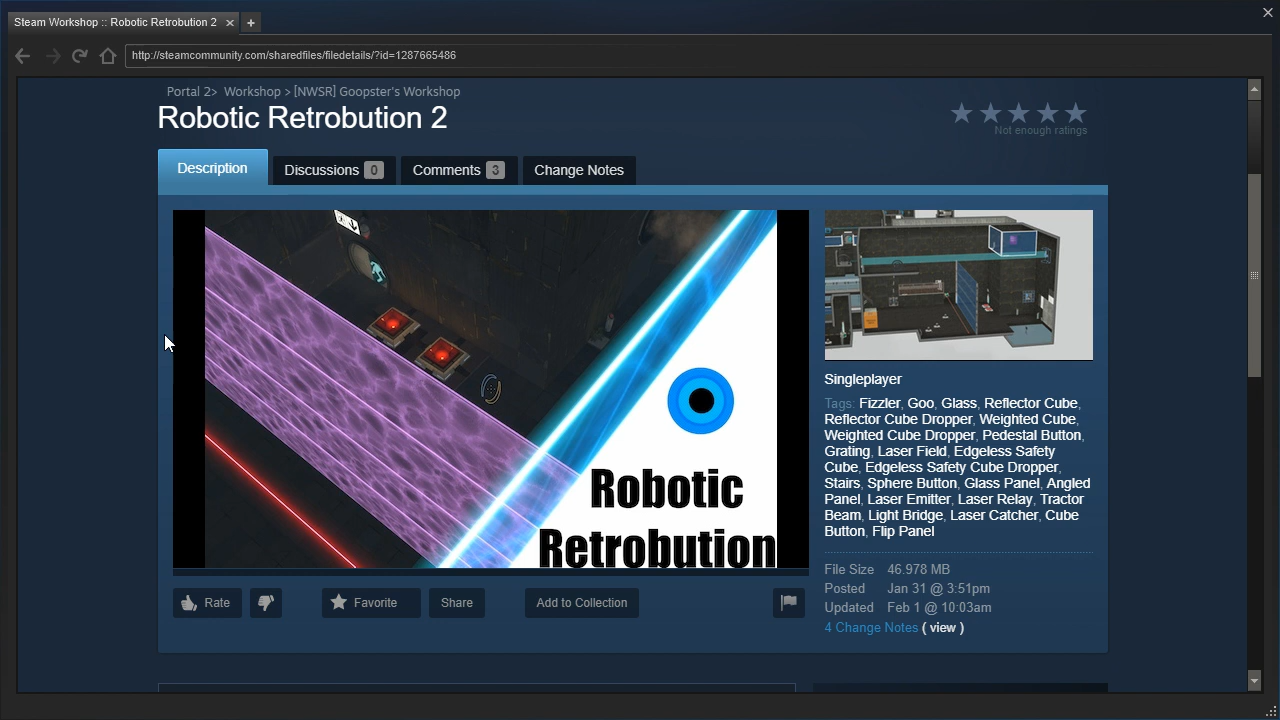 Steam Workshop :: Robotic Retrobution 2
http://steamcommunity.com/sharedfiles/filedetails/?id=1287665486
Portal 2> Workshop > [NWSR] Goopster's Workshop
Robotic Retrobution 2
Not enough ratings
Description
Discussions 0
Comments 3
Change Notes
Robotic
Retrobution
Singleplayer
Tags: Fizzler, Goo, Glass, Reflector Cube,
Reflector Cube Dropper, Weighted Cube,
Weighted Cube Dropper, Pedestal Button,
Grating, Laser Field, Edgeless Safety
Cube, Edgeless Safety Cube Dropper,
Stairs, Sphere Button, Glass Panel, Angled
Panel, Laser Emitter, Laser Relay, Tractor
Beam, Light Bridge, Laser Catcher, Cube
Button, Flip Panel
File Size 46.978 MB
Posted Jan 31 @ 3:51pm
Updated Feb 1 @ 10:03am
4 Change Notes ( view )
Rate
Favorite
Share
Add to Collection